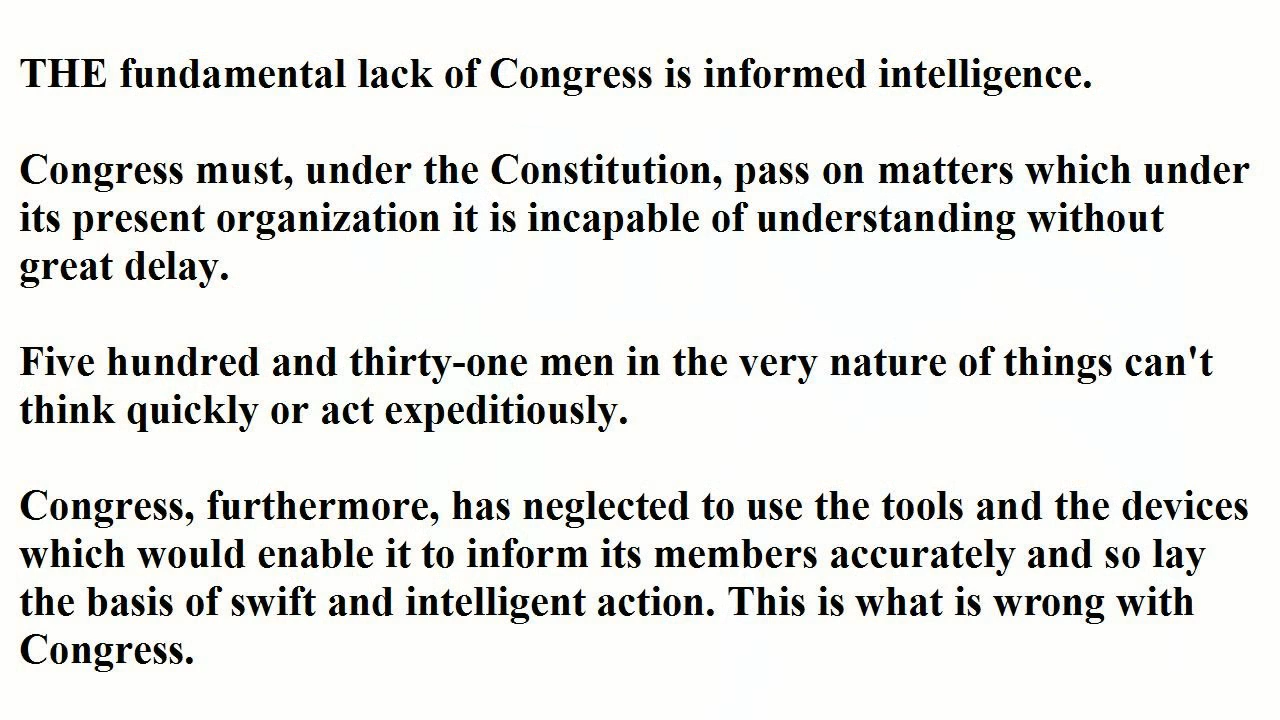 THE fundamental lack of Congress is informed intelligence.
Congress must, under the Constitution, pass on matters which under
its present organization it is incapable of understanding without
great delay.
Five hundred and thirty-one men in the very nature of things can't
think quickly or act expeditiously.
Congress, furthermore, has neglected to use the tools and the devices
which would enable it to inform its members accurately and so lay
the basis of swift and intelligent action. This is what is wrong with
Congress.